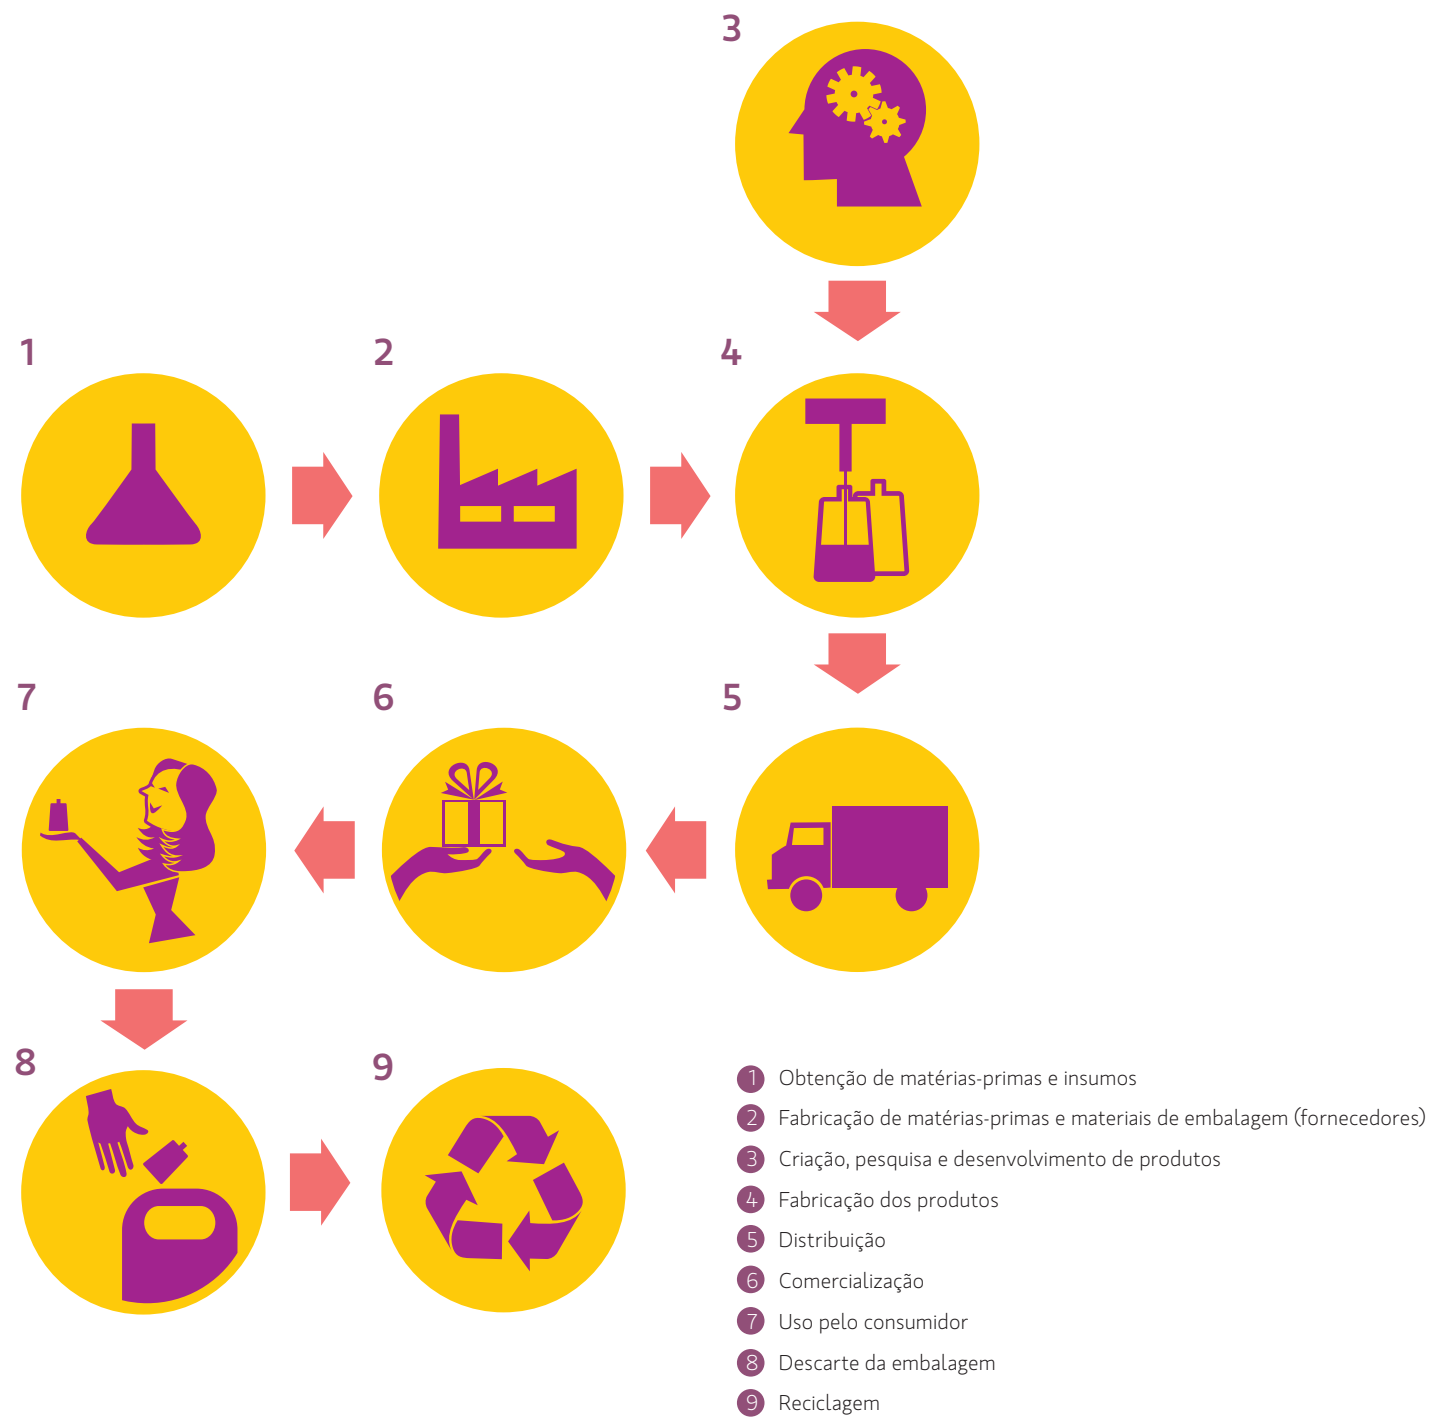 3
1
2
4
7
6
5
8
9
1 Obtenção de matérias-primas e insumos
2 Fabricação de matérias-primas e materiais de embalagem (fornecedores)
3 Criação, pesquisa e desenvolvimento de produtos
4 Fabricação dos produtos
5 Distribuição
6 Comercialização
7 Uso pelo consumidor
8 Descarte da embalagem
9 Reciclagem